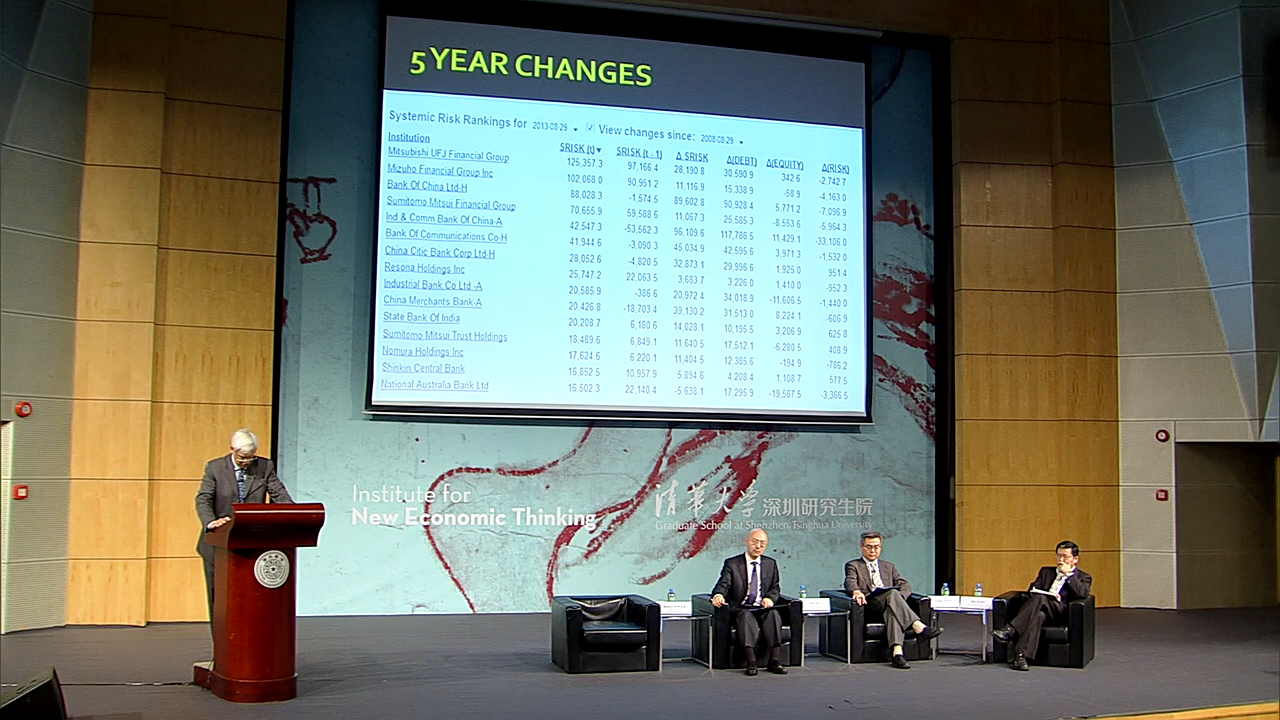 5 YEAR CHANGES
Systemic Risk Rankings for 2013-08-29 View changes since: 2008-08-29
Institution SRISK (t) SRISK (t - 1) Δ SRISK Δ(DEBT) Δ(EQUITY) Δ(RISK)
Mitsubishi UFJ Financial Group 125,357.3 97,166.4 28,190.8 30,590.9 342.6 -2,742.7
Mizuho Financial Group Inc 102,068.0 90,951.2 11,116.9 15,338.9 -58.9 -4,163.0
Bank Of China Ltd-H 88,028.3 -1,574.5 89,602.8 50,928.4 5,771.2 -7,096.9
Sumitomo Mitsui Financial Group 70,655.9 59,588.6 11,067.3 25,585.3 -8,553.6 -5,964.3
Ind & Comm Bank Of China-A 42,547.3 -53,562.3 96,109.6 117,786.5 11,429.1 -33,106.0
Bank Of Communications Co-H 41,944.6 -3,090.3 45,034.9 42,595.6 3,971.3 -1,532.0
China Citic Bank Corp Ltd-H 28,052.6 -4,820.5 32,873.1 29,996.6 1,925.0 951.4
Resona Holdings Inc 25,747.2 22,063.5 3,683.7 3,226.0 1,410.0 -952.3
Industrial Bank Co Ltd -A 20,585.9 -386.6 20,972.4 34,018.9 -11,606.5 -1,440.0
China Merchants Bank-A 20,426.8 -18,703.4 39,130.2 31,513.0 8,224.1 -606.9
State Bank Of India 20,208.7 6,180.6 14,028.1 10,195.5 3,206.9 625.8
Sumitomo Mitsui Trust Holdings 18,489.6 6,849.1 11,640.5 17,512.1 -6,280.5 408.9
Nomura Holdings Inc 17,624.6 6,220.1 11,404.5 12,385.6 -194.9 -786.2
Shinkin Central Bank 16,852.5 10,957.9 5,894.6 4,208.4 1,108.7 577.5
National Australia Bank Ltd 16,502.3 22,140.4 -5,638.1 17,295.9 -19,567.5 -3,366.5
Institute for
New Economic Thinking
清华大学 深圳研究生院
Graduate School at Shenzhen, Tsinghua University